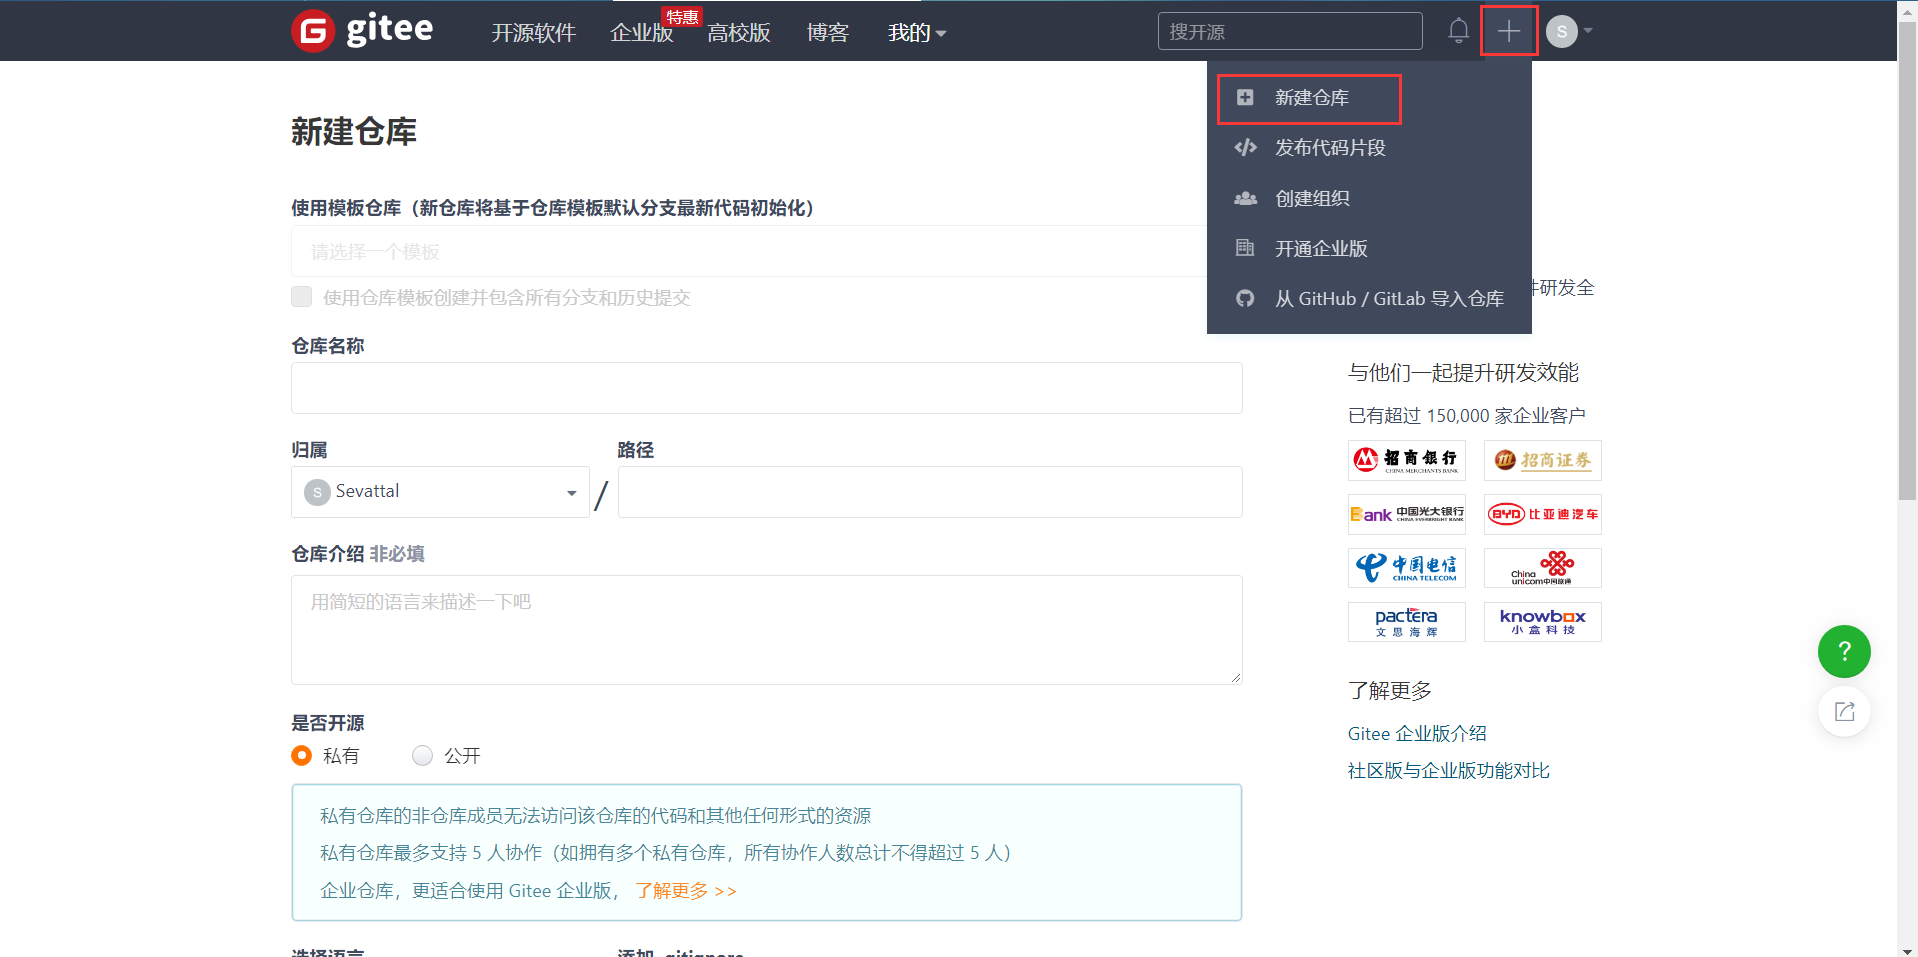 gitee
开源软件
企业版
特惠
高校版
博客
我的
搜开源
S
新建仓库
发布代码片段
创建组织
开通企业版
从 GitHub / GitLab 导入仓库
新建仓库
使用模板仓库（新仓库将基于仓库模板默认分支最新代码初始化）
请选择一个模板
使用仓库模板创建并包含所有分支和历史提交
仓库名称
归属
路径
S Sevattal
/
仓库介绍 非必填
用简短的语言来描述一下吧
是否开源
私有
公开
私有仓库的非仓库成员无法访问该仓库的代码和其他任何形式的资源
私有仓库最多支持 5 人协作（如拥有多个私有仓库，所有协作人数总计不得超过 5 人）
企业仓库，更适合使用 Gitee 企业版， 了解更多 >>
选择语言
添加 .gitignore
件研发全
与他们一起提升研发效能
已有超过 150,000 家企业客户
招商银行
CHINA MERCHANTS BANK
招商证券
Bank 中国光大银行
CHINA EVERBRIGHT BANK
BYD 比亚迪汽车
中国电信
CHINA TELECOM
China
unicom中国联通
pactera
文思海辉
knowbox
小盒科技
了解更多
Gitee 企业版介绍
社区版与企业版功能对比
?